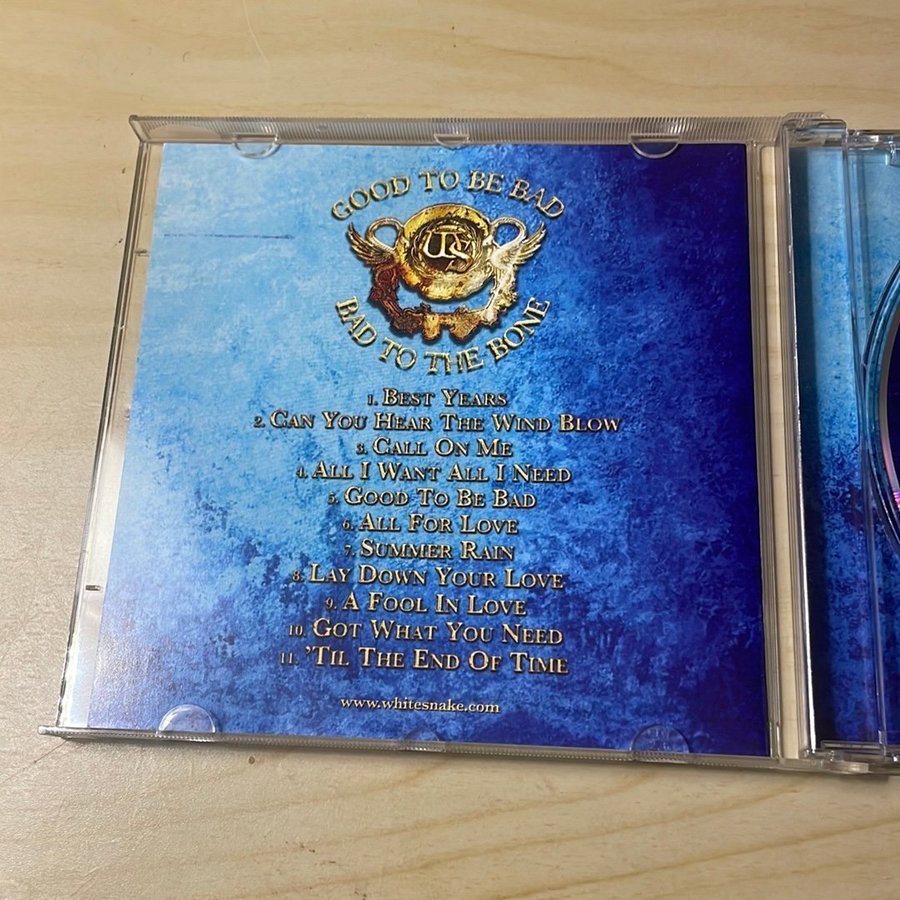 GOOD TO BE BAD
WS
BAD TO THE BONE
1. BEST YEARS
2. CAN YOU HEAR THE WIND BLOW
3. CALL ON ME
4. ALL I WANT ALL I NEED
5. GOOD TO BE BAD
6. ALL FOR LOVE
7. SUMMER RAIN
8. LAY DOWN YOUR LOVE
9. A FOOL IN LOVE
10. GOT WHAT YOU NEED
11. 'TIL THE END OF TIME
www.whitesnake.com